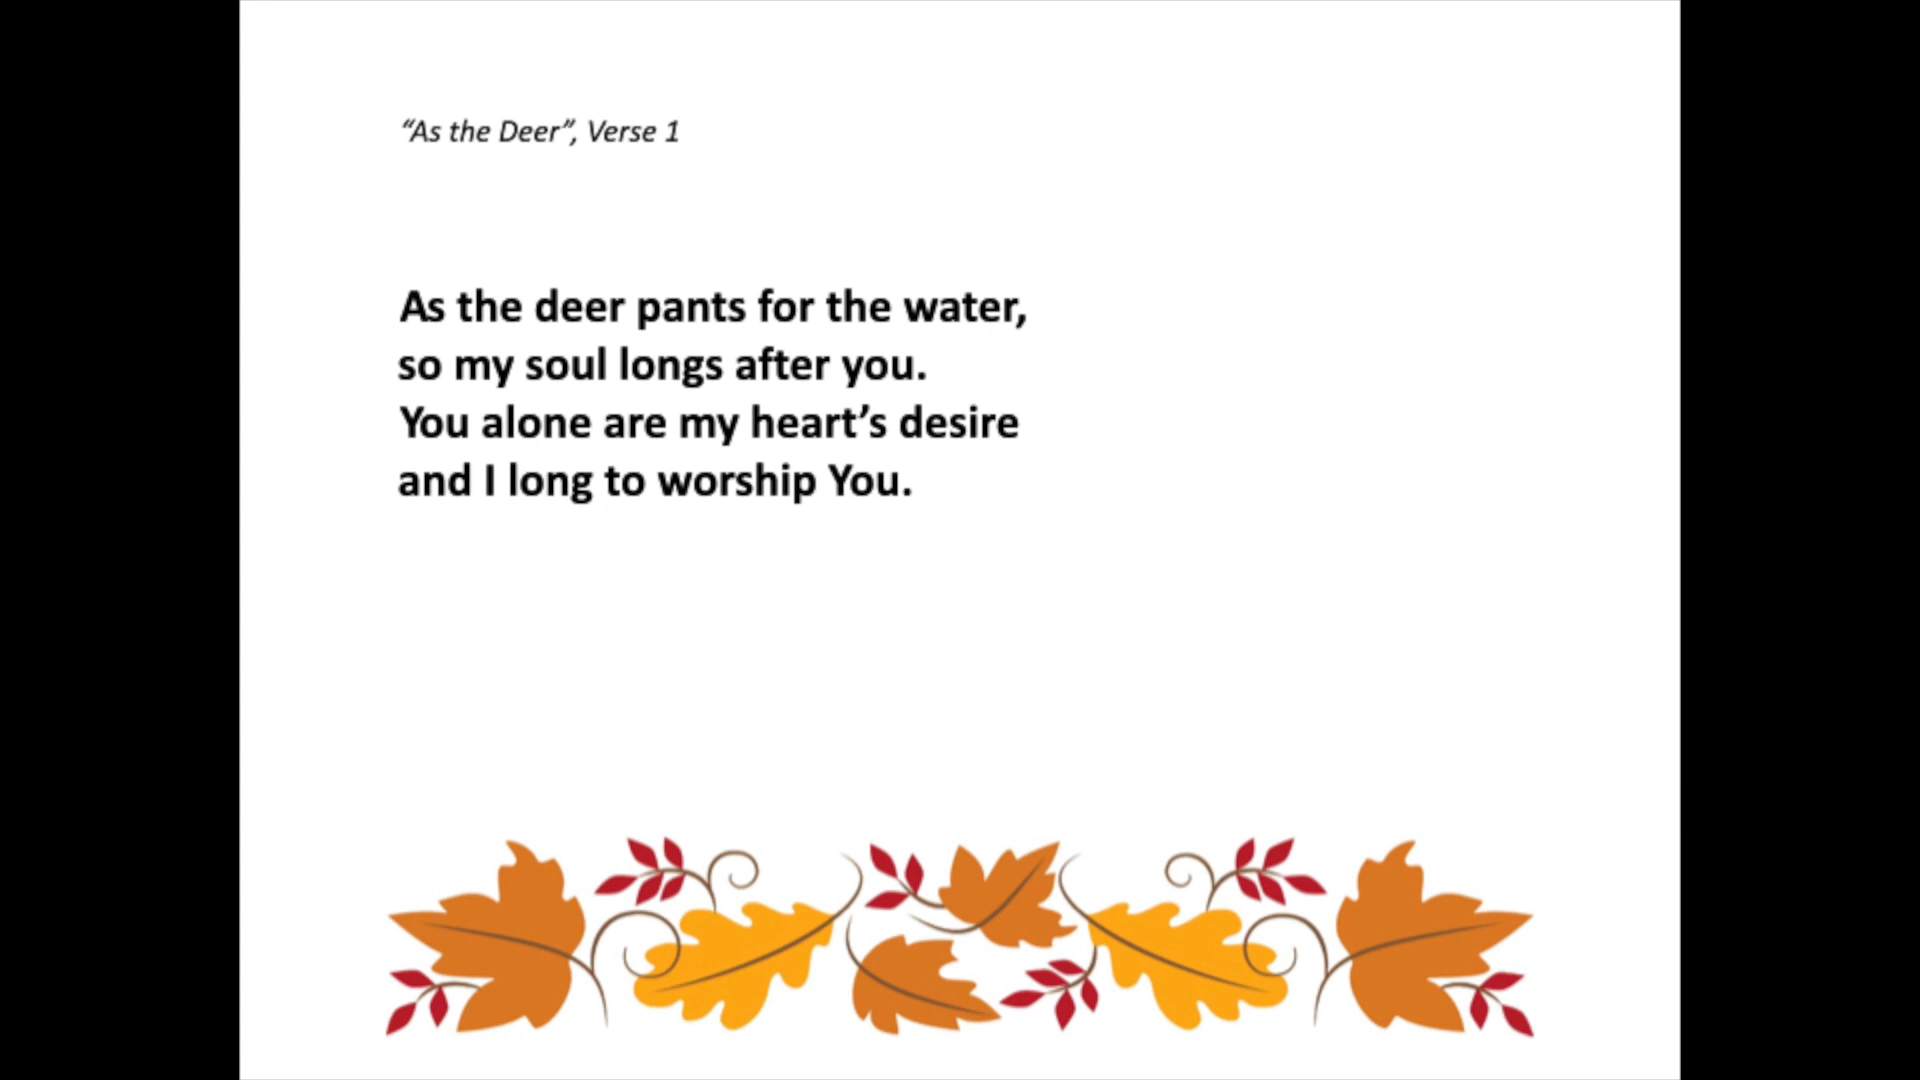 “As the Deer”, Verse 1
As the deer pants for the water,
so my soul longs after you.
You alone are my heart’s desire
and I long to worship You.